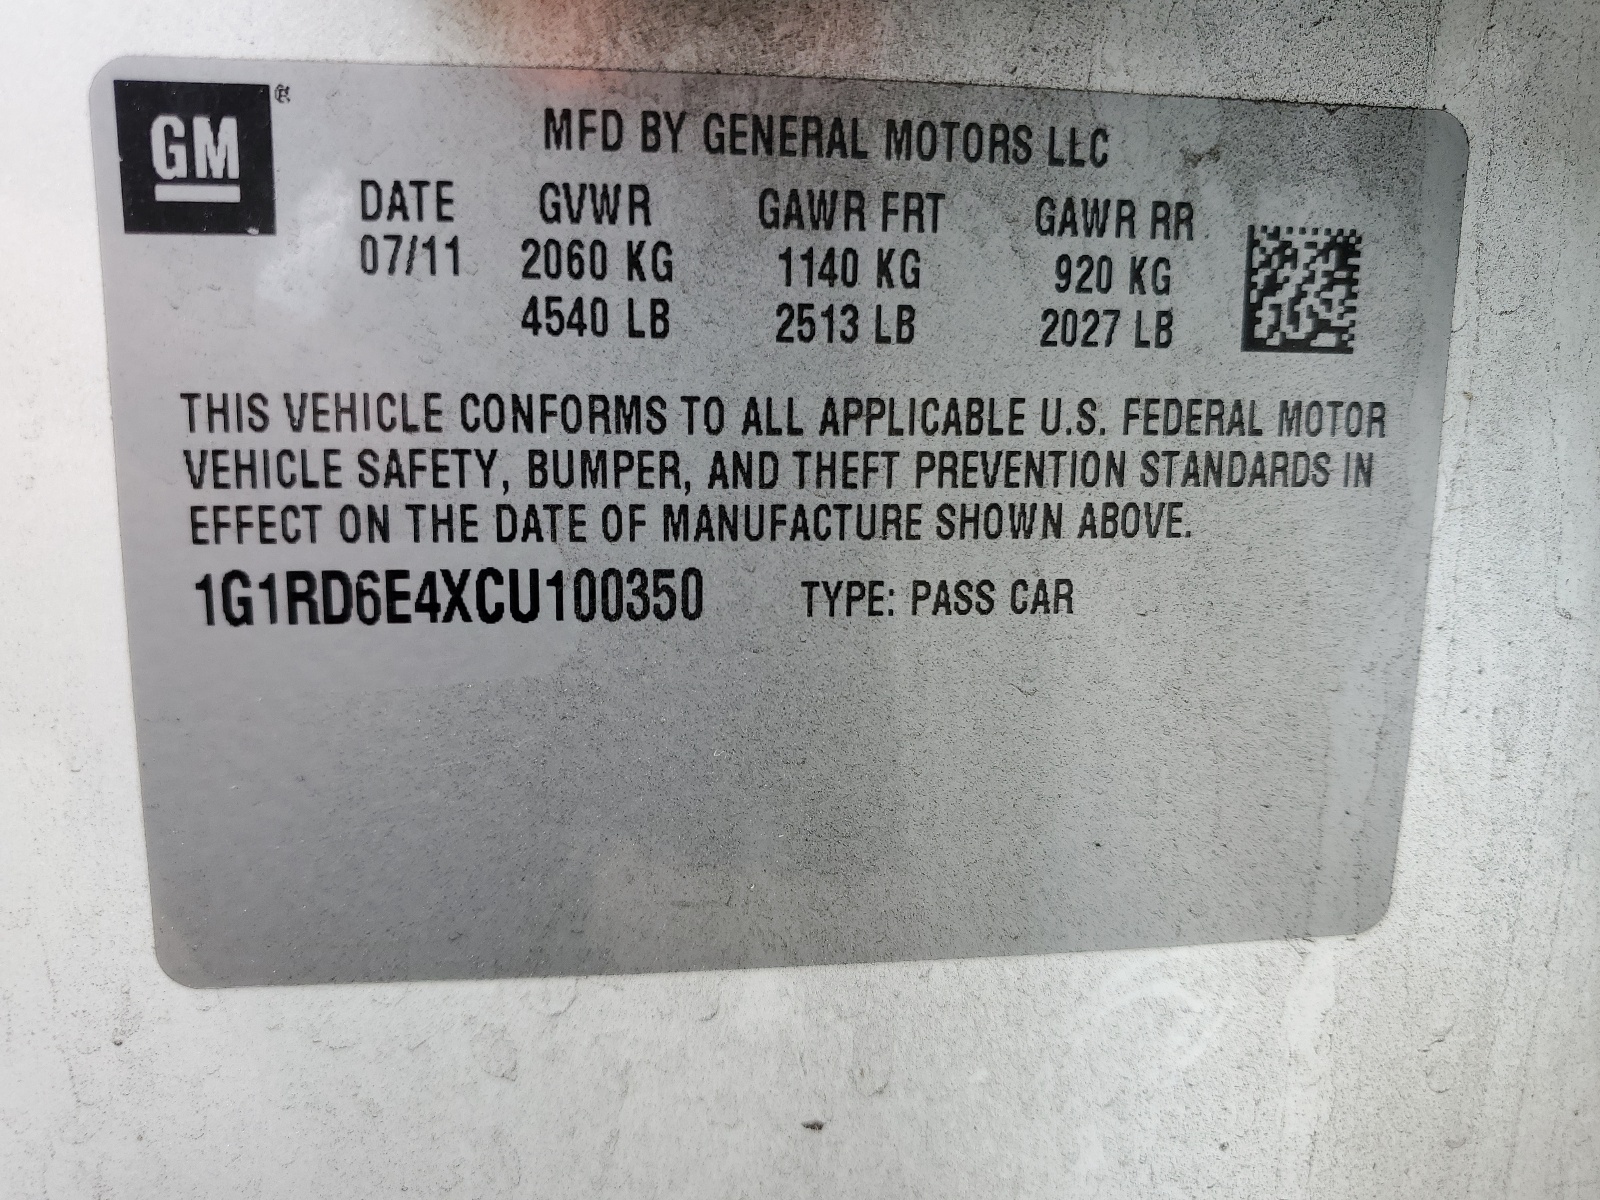 GM®
MFD BY GENERAL MOTORS LLC
DATE GVWR GAWR FRT GAWR RR
07/11 2060 KG 1140 KG 920 KG
4540 LB 2513 LB 2027 LB
THIS VEHICLE CONFORMS TO ALL APPLICABLE U.S. FEDERAL MOTOR
VEHICLE SAFETY, BUMPER, AND THEFT PREVENTION STANDARDS IN
EFFECT ON THE DATE OF MANUFACTURE SHOWN ABOVE.
1G1RD6E4XCU100350 TYPE: PASS CAR